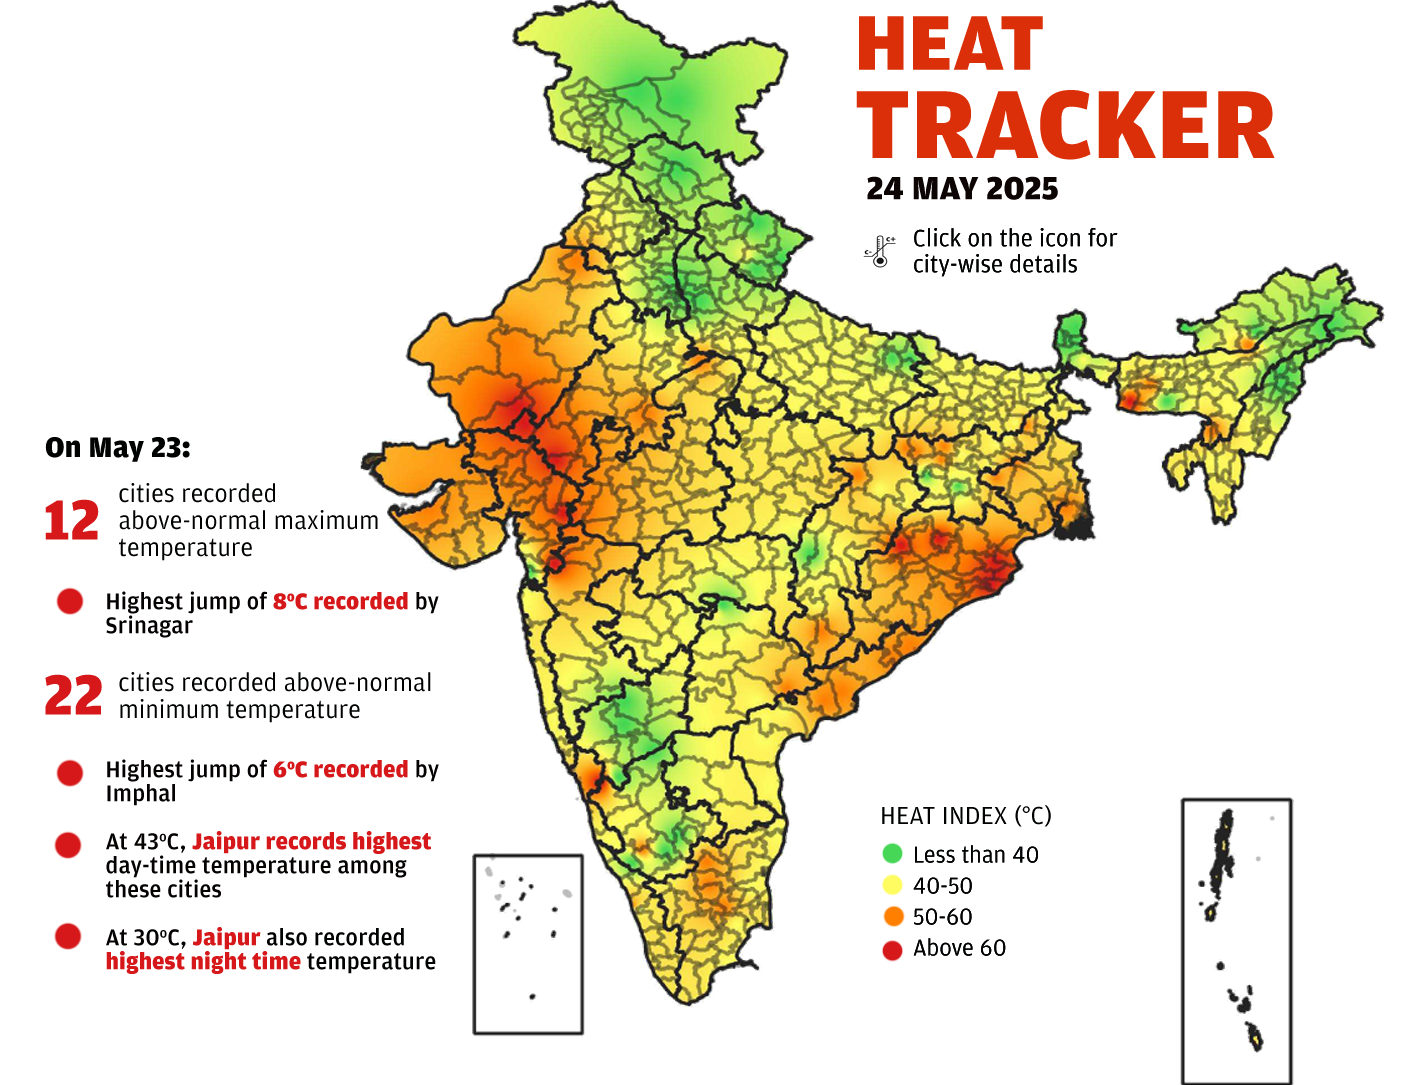 HEAT
TRACKER
24 MAY 2025
c-
c+
Click on the icon for
city-wise details
On May 23:
12
cities recorded
above-normal maximum
temperature
Highest jump of 8ºC recorded by
Srinagar
22
cities recorded above-normal
minimum temperature
Highest jump of 6ºC recorded by
Imphal
At 43ºC, Jaipur records highest
day-time temperature among
these cities
At 30ºC, Jaipur also recorded
highest night time temperature
HEAT INDEX (°C)
Less than 40
40-50
50-60
Above 60